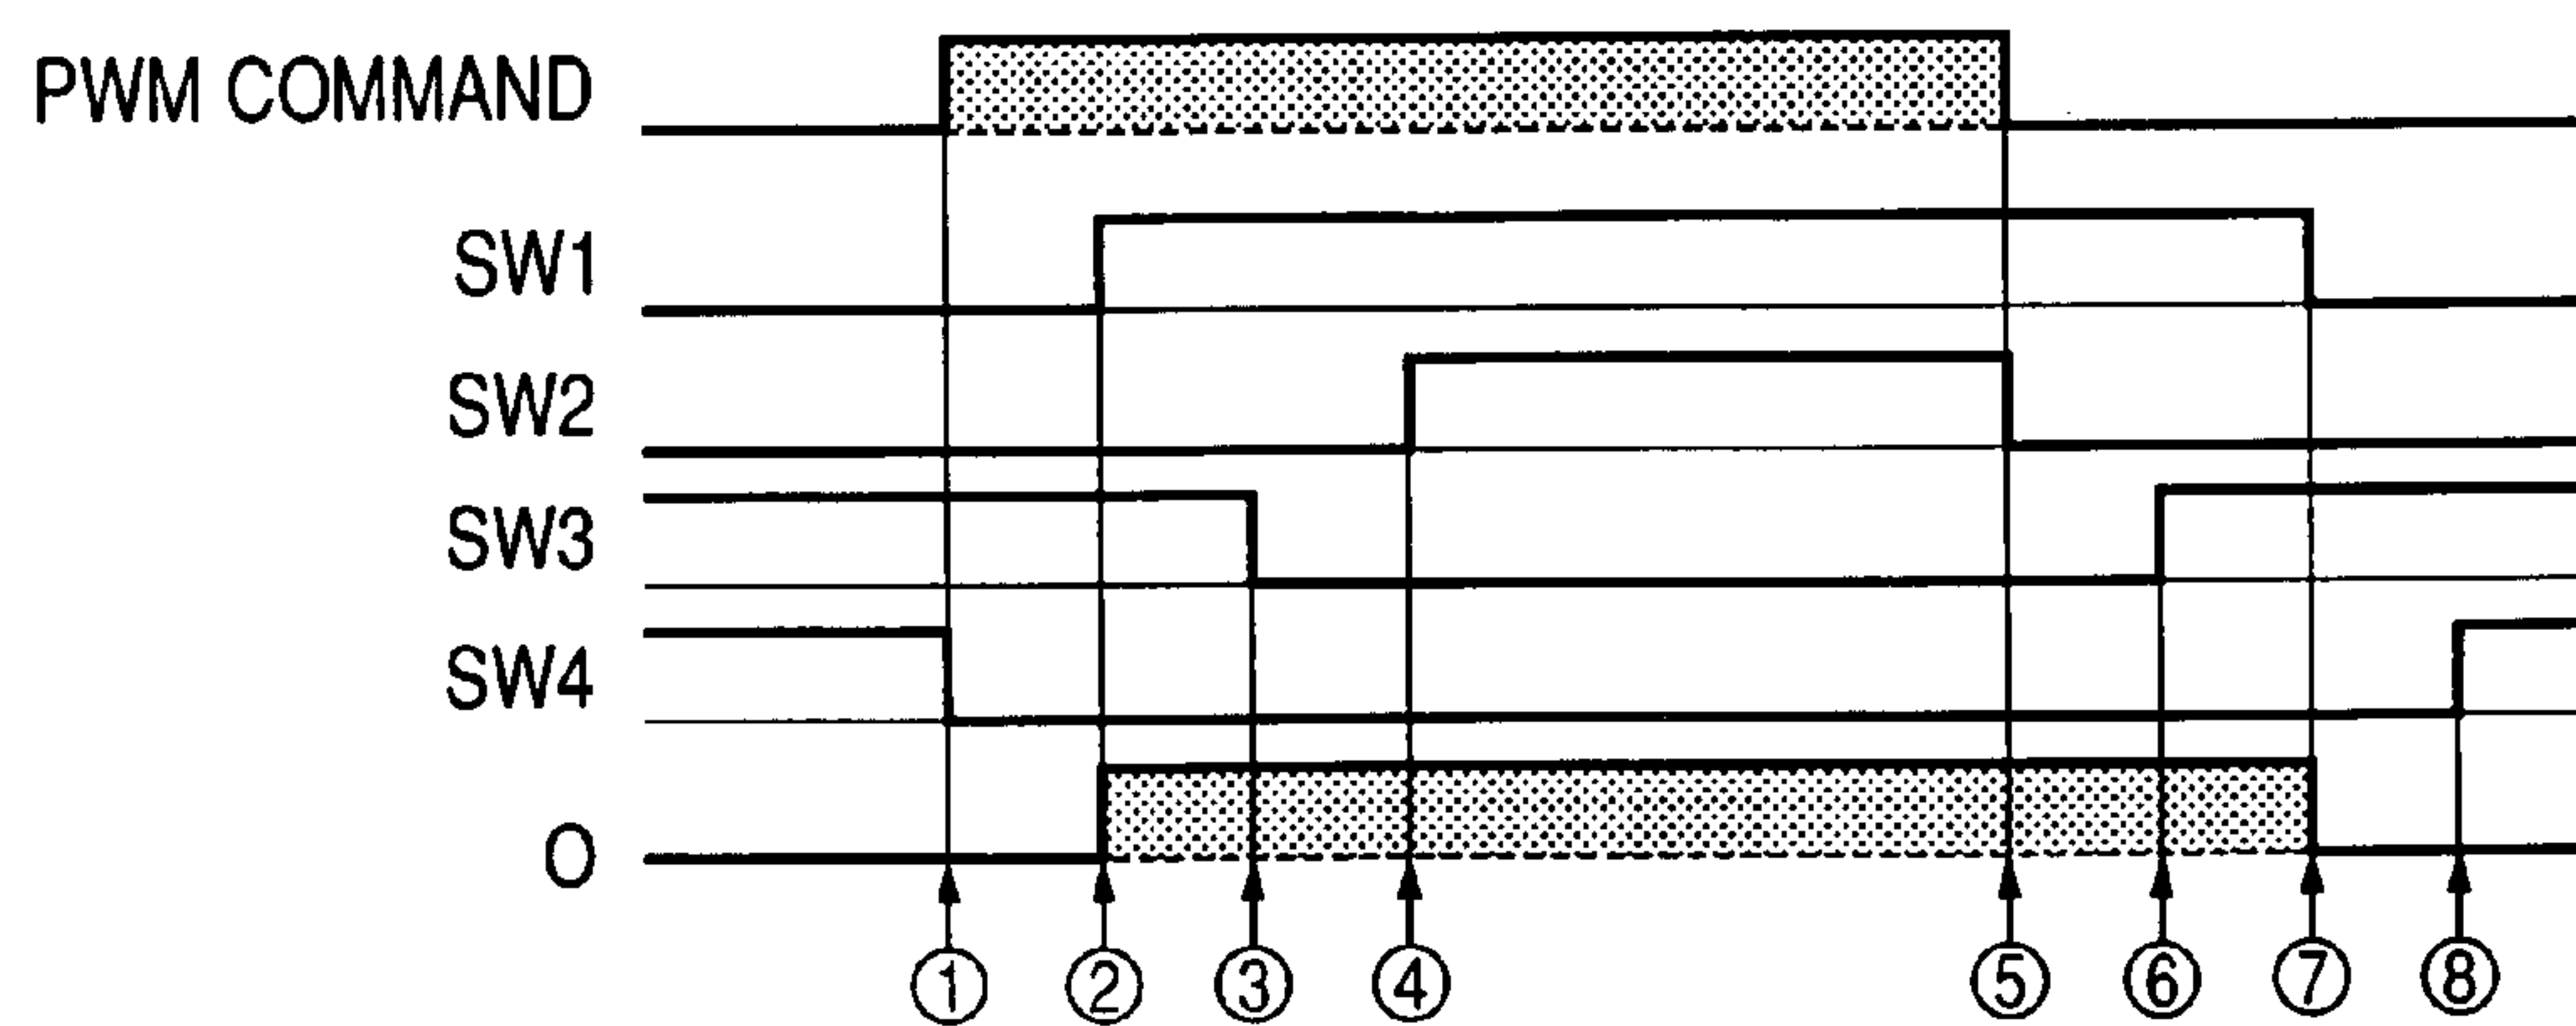 PWM COMMAND
SW1
SW2
SW3
SW4
O
① ② ③ ④ ⑤ ⑥ ⑦ ⑧